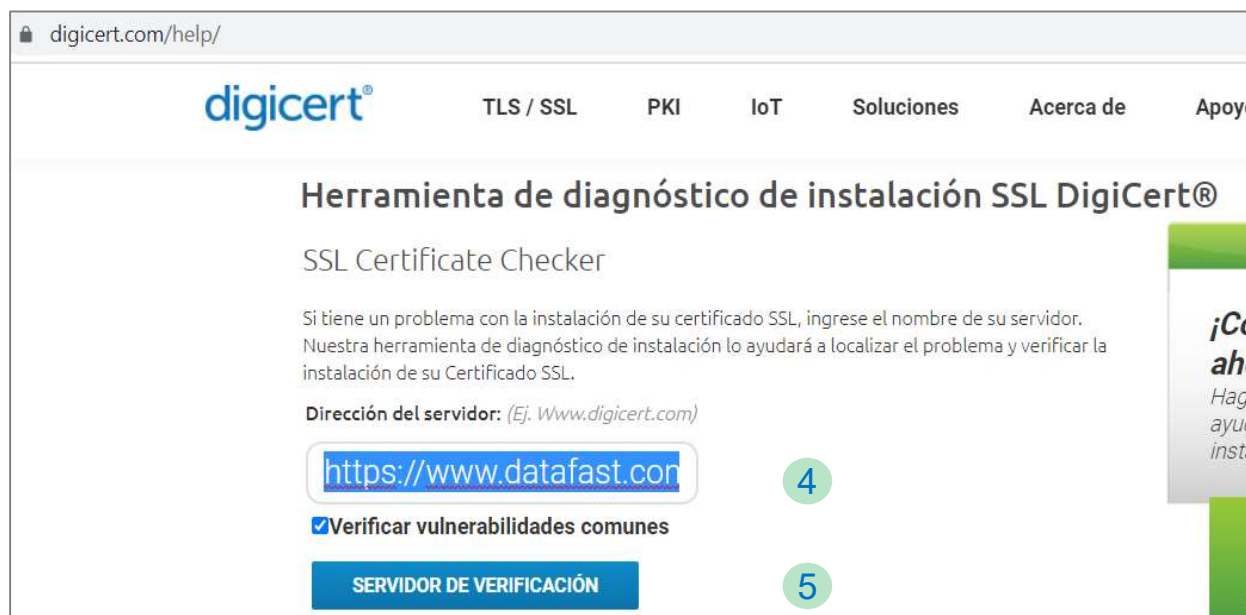 digicert.com/help/
digicert®
TLS / SSL PKI IoT Soluciones Acerca de
Herramienta de diagnóstico de instalación SSL DigiCert®
SSL Certificate Checker
Si tiene un problema con la instalación de su certificado SSL, ingrese el nombre de su servidor.
Nuestra herramienta de diagnóstico de instalación lo ayudará a localizar el problema y verificar la
instalación de su Certificado SSL.
Dirección del servidor: (Ej. Www.digicert.com)
https://www.datafast.com
4
Verificar vulnerabilidades comunes
SERVIDOR DE VERIFICACIÓN
5